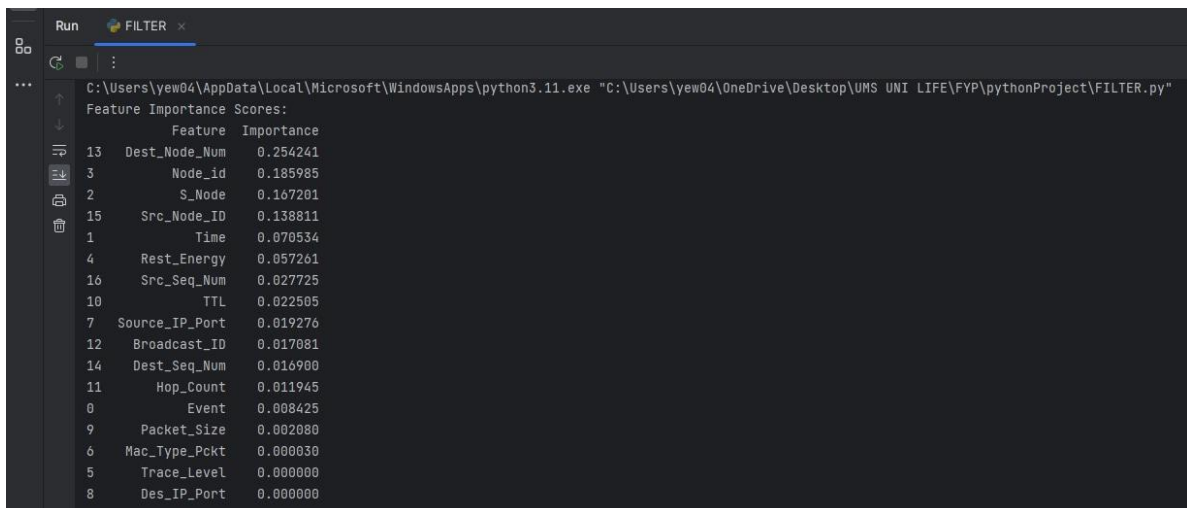 Run FILTER ×
C:\Users\yew04\AppData\Local\Microsoft\WindowsApps\python3.11.exe "C:\Users\yew04\OneDrive\Desktop\UMS UNI LIFE\FYP\pythonProject\FILTER.py"
Feature Importance Scores:
Feature Importance
13 Dest_Node_Num 0.254241
3 Node_id 0.185985
2 S_Node 0.167201
15 Src_Node_ID 0.138811
1 Time 0.070534
4 Rest_Energy 0.057261
16 Src_Seq_Num 0.027725
10 TTL 0.022505
7 Source_IP_Port 0.019276
12 Broadcast_ID 0.017081
14 Dest_Seq_Num 0.016900
11 Hop_Count 0.011945
0 Event 0.008425
9 Packet_Size 0.002080
6 Mac_Type_Pckt 0.000030
5 Trace_Level 0.000000
8 Des_IP_Port 0.000000